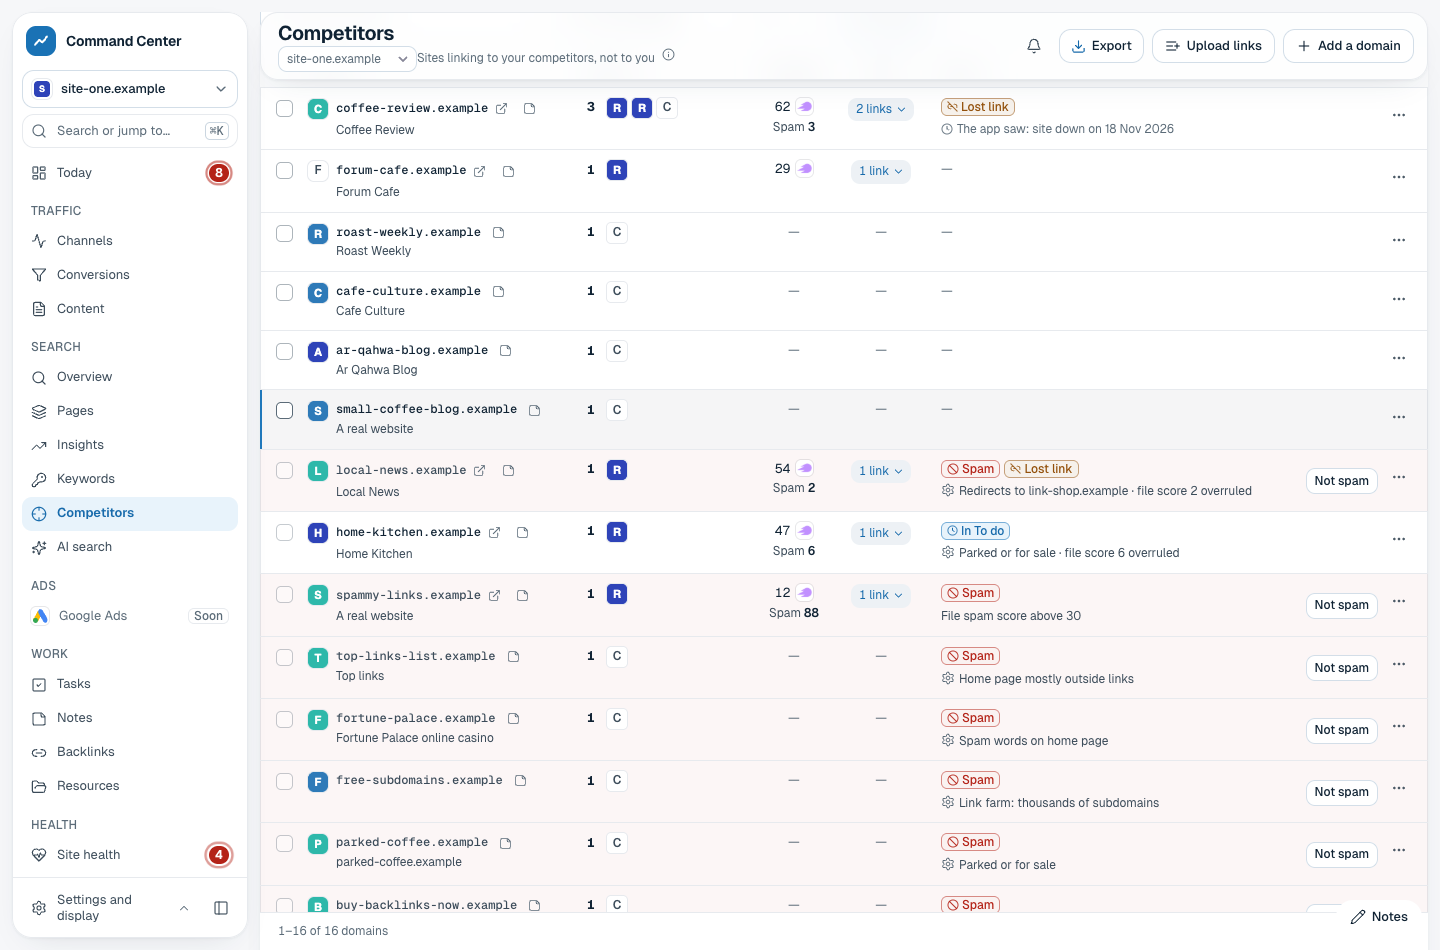 Command Center
S site-one.example
Search or jump to... ⌘K
Today 8
TRAFFIC
Channels
Conversions
Content
SEARCH
Overview
Pages
Insights
Keywords
Competitors
AI search
ADS
Google Ads Soon
WORK
Tasks
Notes
Backlinks
Resources
HEALTH
Site health 4
Settings and
display
Competitors
site-one.example Sites linking to your competitors, not to you
Export
Upload links
Add a domain
C coffee-review.example 3 R R C 62 2 links Lost link
Coffee Review Spam 3 The app saw: site down on 18 Nov 2026
F forum-cafe.example 1 R 29 1 link —
Forum Cafe
R roast-weekly.example 1 C — — —
Roast Weekly
C cafe-culture.example 1 C — — —
Cafe Culture
A ar-qahwa-blog.example 1 C — — —
Ar Qahwa Blog
S small-coffee-blog.example 1 C — — —
A real website
L local-news.example 1 R 54 1 link Spam Lost link
Local News Spam 2 Redirects to link-shop.example · file score 2 overruled Not spam
H home-kitchen.example 1 R 47 1 link In To do
Home Kitchen Spam 6 Parked or for sale · file score 6 overruled
S spammy-links.example 1 R 12 1 link Spam
A real website Spam 88 File spam score above 30 Not spam
T top-links-list.example 1 C — — Spam
Top links Home page mostly outside links Not spam
F fortune-palace.example 1 C — — Spam
Fortune Palace online casino Spam words on home page Not spam
F free-subdomains.example 1 C — — Spam
Link farm: thousands of subdomains Not spam
P parked-coffee.example 1 C — — Spam
parked-coffee.example Parked or for sale Not spam
B buy-backlinks-now.example 1 C — — Spam
1–16 of 16 domains
Notes